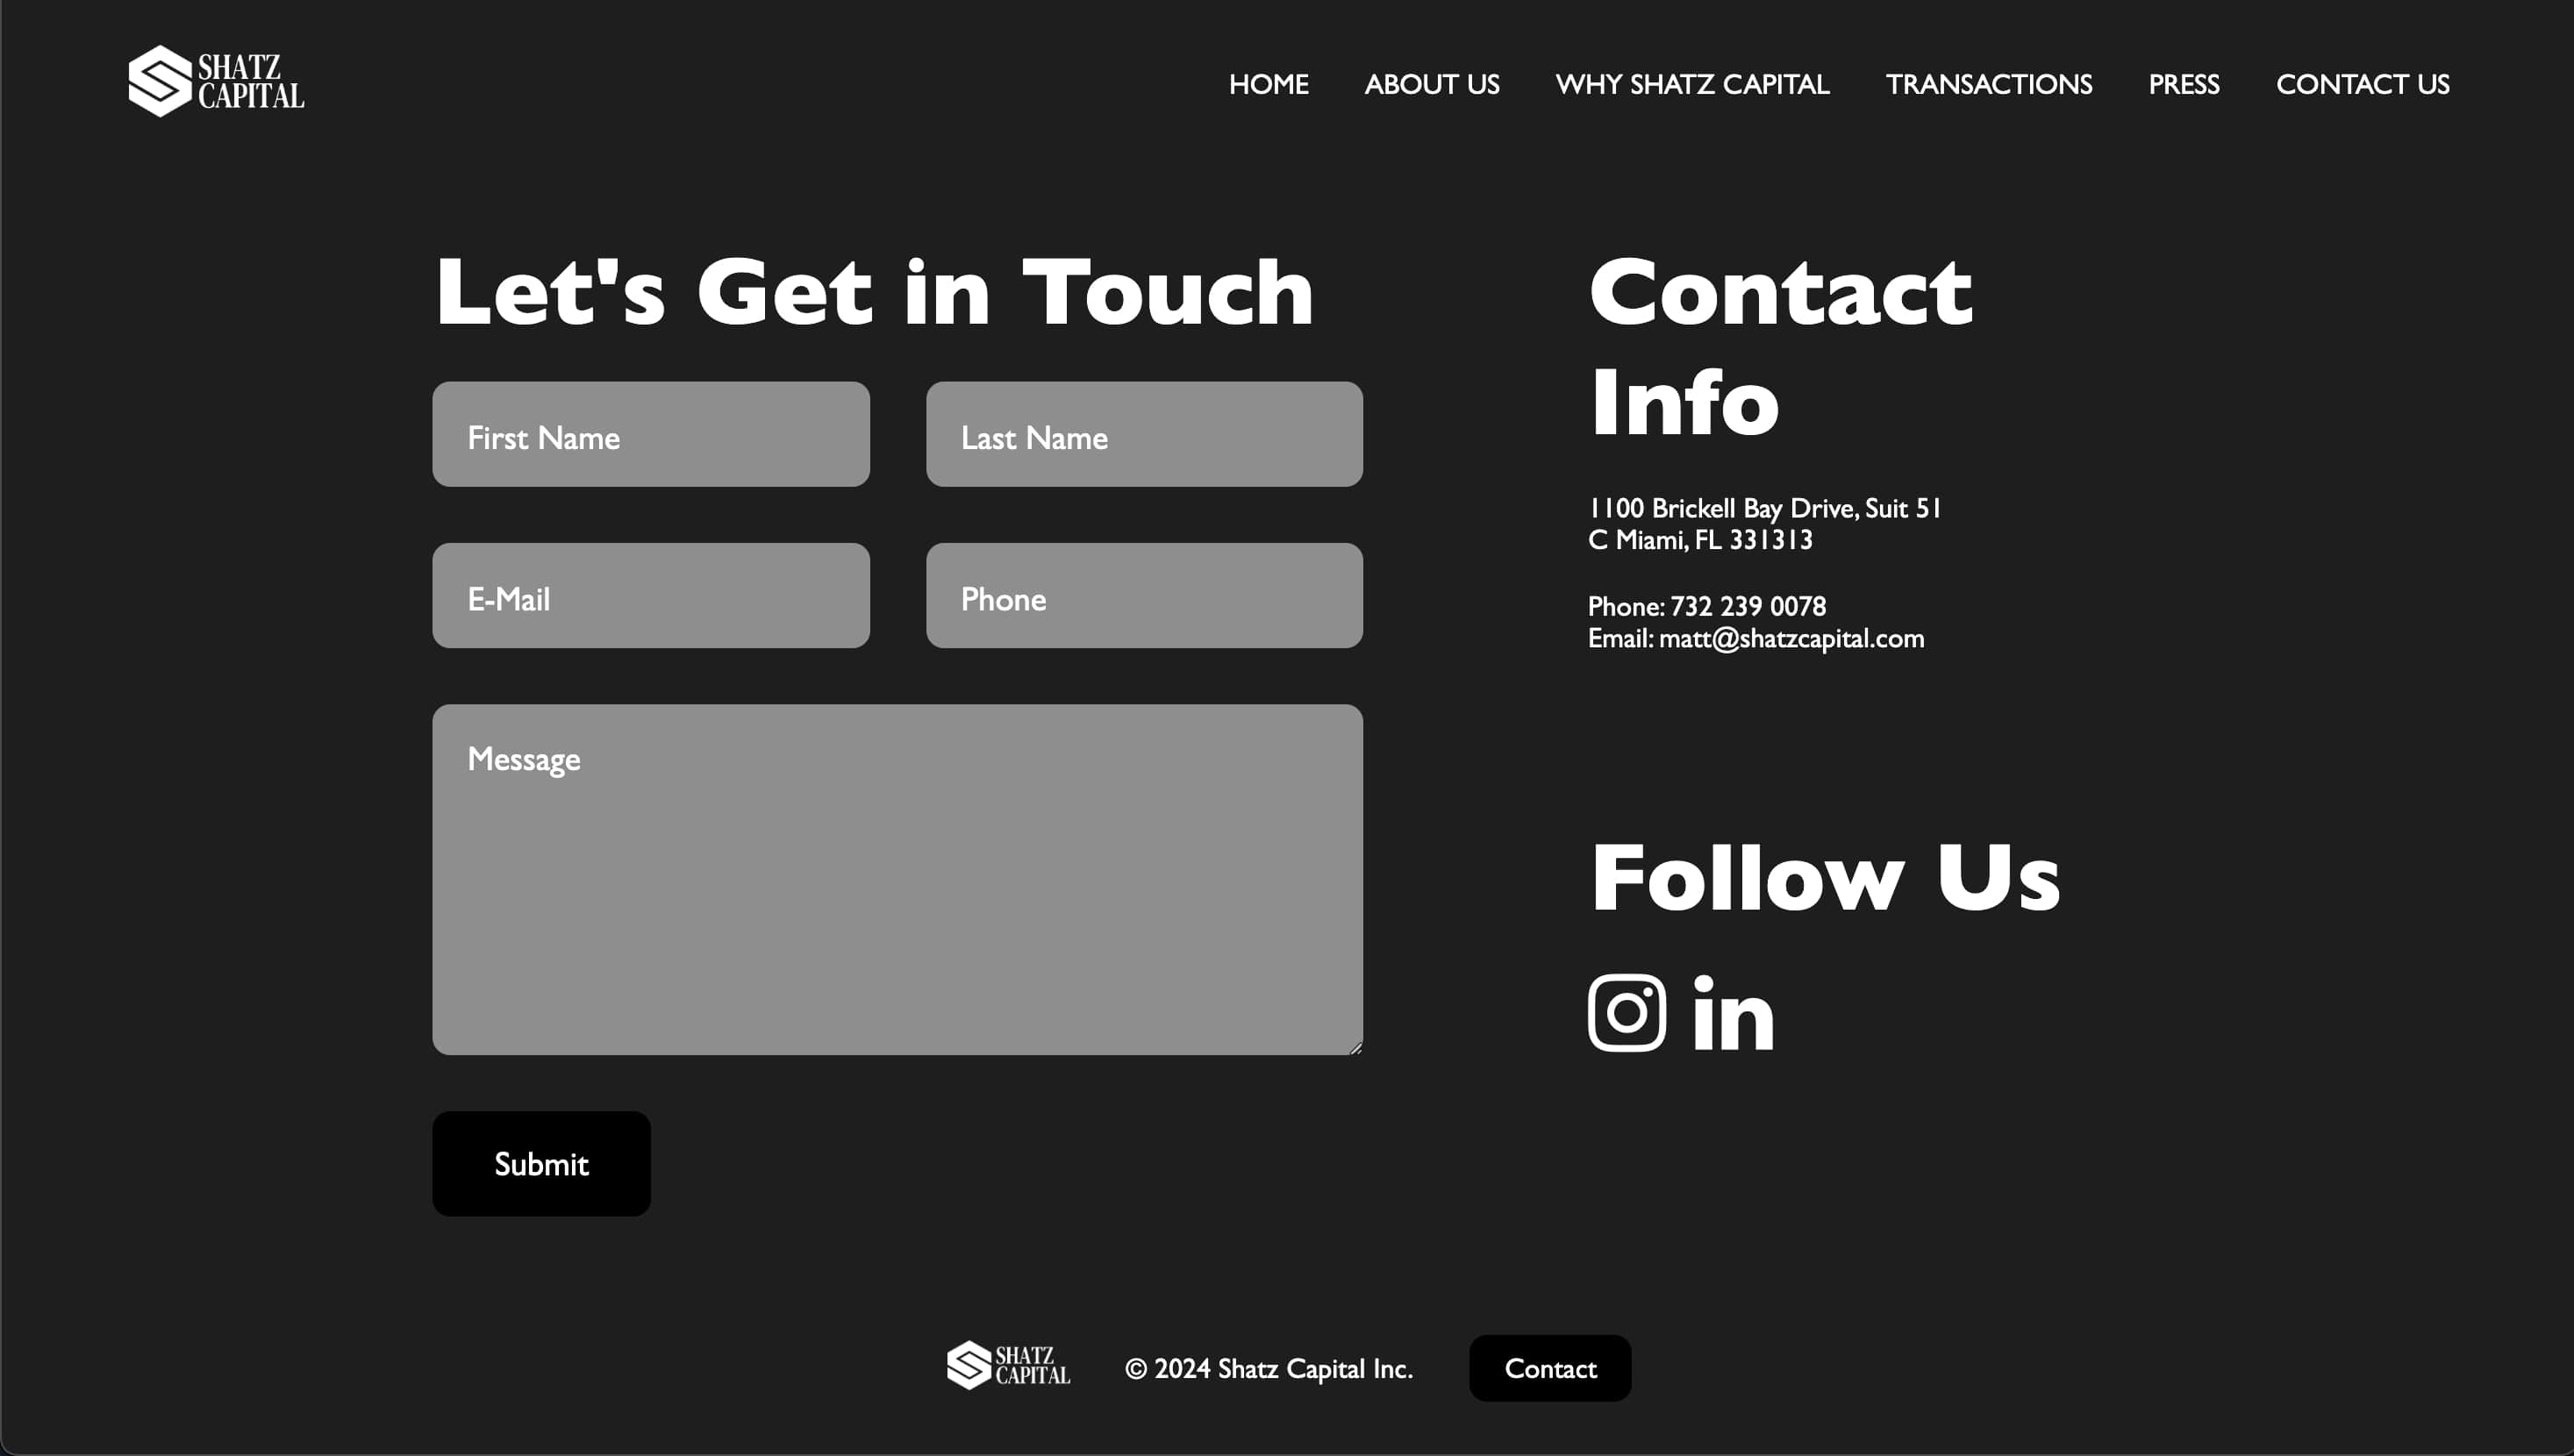 SHATZ
CAPITAL
HOME ABOUT US WHY SHATZ CAPITAL TRANSACTIONS PRESS CONTACT US
Let's Get in Touch
First Name Last Name
E-Mail Phone
Message
Submit
Contact
Info
1100 Brickell Bay Drive, Suit 51
C Miami, FL 331313
Phone: 732 239 0078
Email: matt@shatzcapital.com
Follow Us
in
SHATZ
CAPITAL
© 2024 Shatz Capital Inc.
Contact